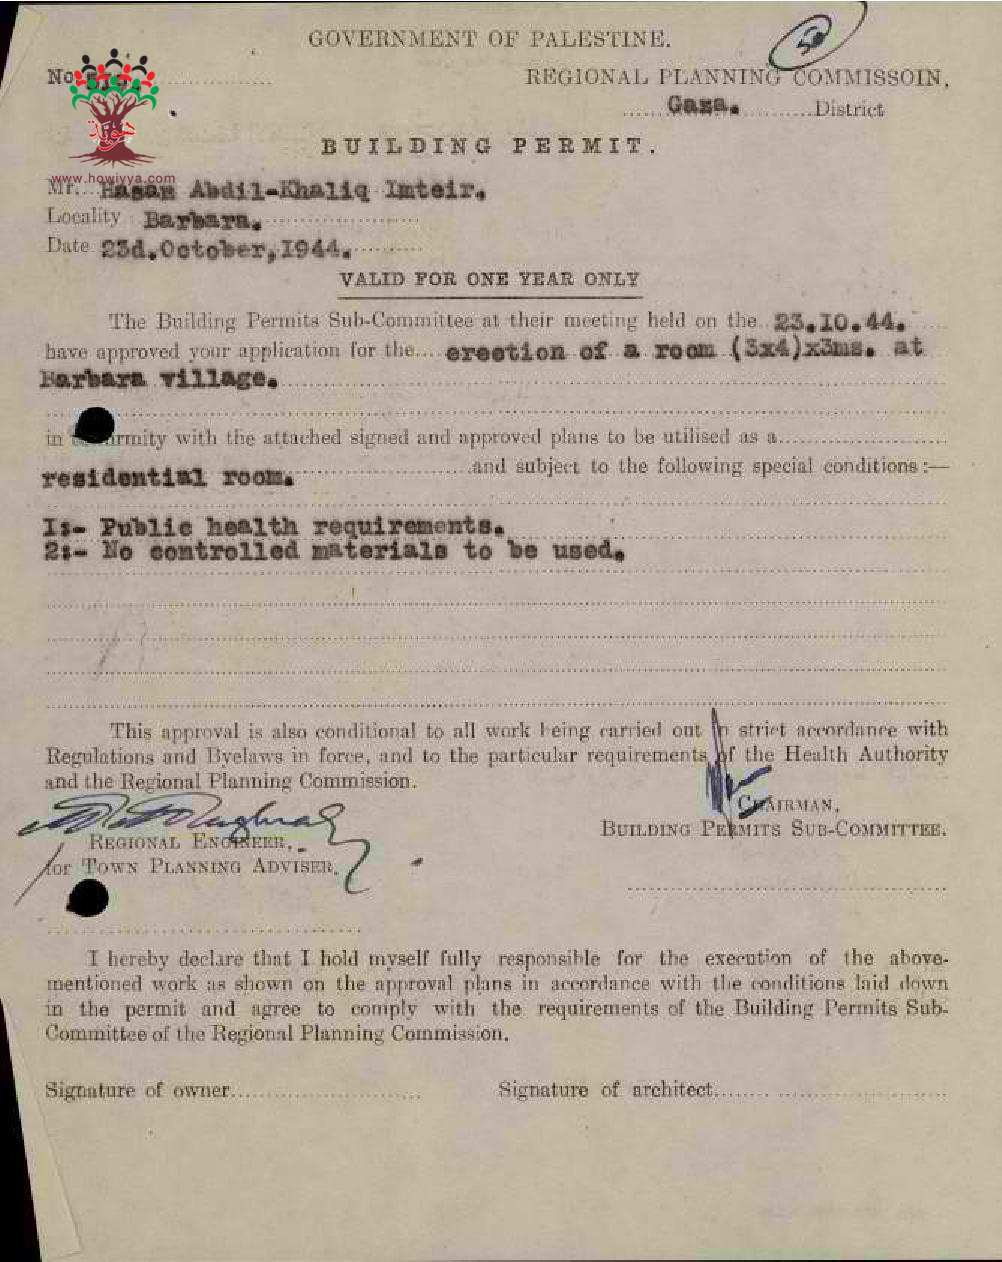 GOVERNMENT OF PALESTINE.
50
No.
REGIONAL PLANNING COMMISSOIN,
Gaza. District
هويّة
BUILDING PERMIT.
www.howiyya.com
Mr. Hasan Abdil-Khaliq Imteir.
Locality Barbara.
Date 23d.October,1944.
VALID FOR ONE YEAR ONLY
The Building Permits Sub-Committee at their meeting held on the 23.10.44.
have approved your application for the erection of a room (3x4)x3ms. at
Barbara village.
in conformity with the attached signed and approved plans to be utilised as a
residential room. and subject to the following special conditions :—
I:- Public health requirements.
2:- No controlled materials to be used.
This approval is also conditional to all work being carried out in strict accordance with
Regulations and Byelaws in force, and to the particular requirements of the Health Authority
and the Regional Planning Commission.
CHAIRMAN,
BUILDING PERMITS SUB-COMMITTEE.
REGIONAL ENGINEER,
for TOWN PLANNING ADVISER.
I hereby declare that I hold myself fully responsible for the execution of the above-
mentioned work as shown on the approval plans in accordance with the conditions laid down
in the permit and agree to comply with the requirements of the Building Permits Sub-
Committee of the Regional Planning Commission.
Signature of owner
Signature of architect